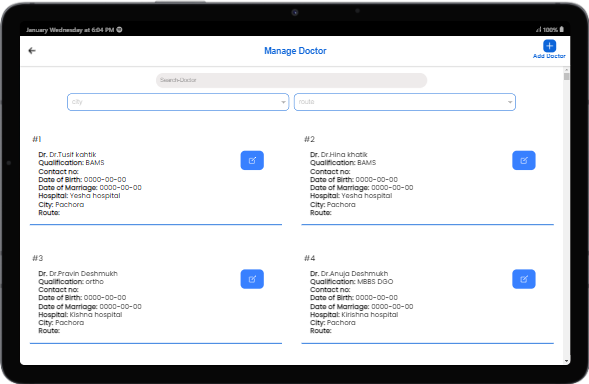 January Wednesday at 6:04 PM
100%
Manage Doctor
Add Doctor
Search Doctor
city
route
#1
Dr. Dr.Tusif kahtik
Qualification: BAMS
Contact no:
Date of Birth: 0000-00-00
Date of Marriage: 0000-00-00
Hospital: Yesha hospital
City: Pachora
Route:
#2
Dr. Dr.Hina khatik
Qualification: BAMS
Contact no:
Date of Birth: 0000-00-00
Date of Marriage: 0000-00-00
Hospital: Yesha hospital
City: Pachora
Route:
#3
Dr. Dr.Pravin Deshmukh
Qualification: ortho
Contact no:
Date of Birth: 0000-00-00
Date of Marriage: 0000-00-00
Hospital: Kishna hospital
City: Pachora
Route:
#4
Dr. Dr.Anuja Deshmukh
Qualification: MBBS DGO
Contact no:
Date of Birth: 0000-00-00
Date of Marriage: 0000-00-00
Hospital: Kirishna hospital
City: Pachora
Route: